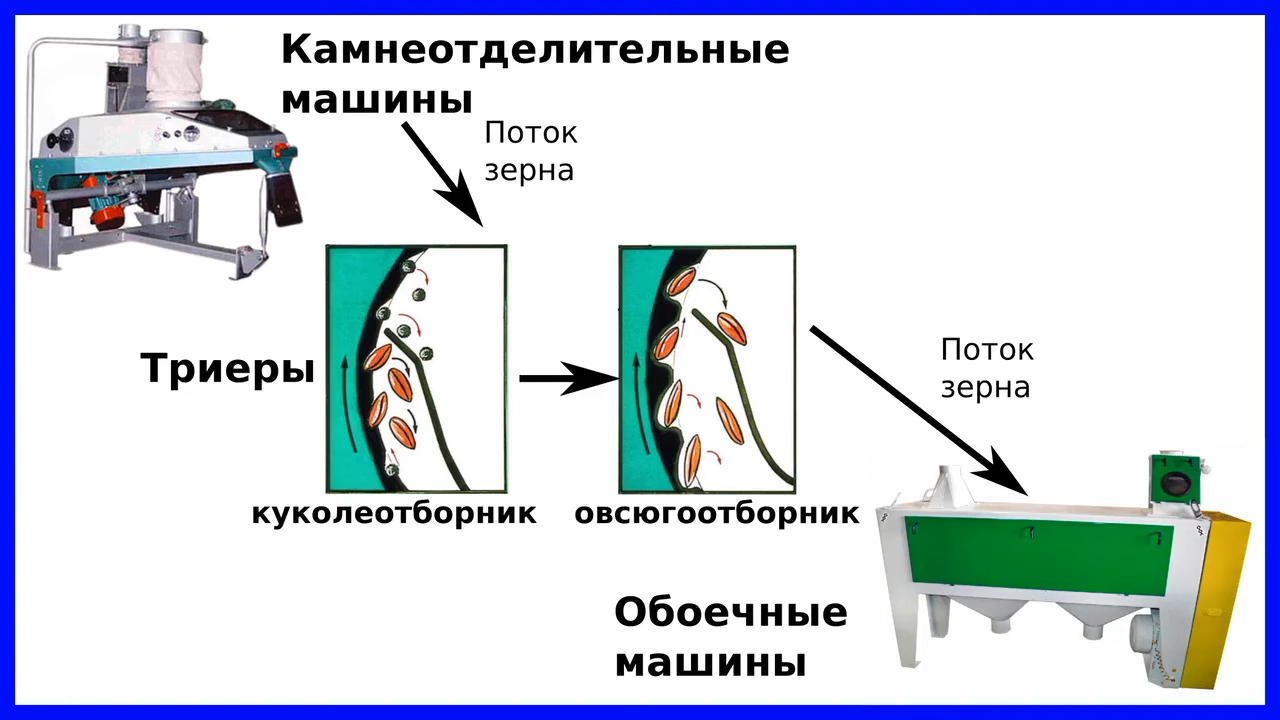 Камнеотделительные
машины
Поток
зерна
Триеры
Поток
зерна
куколеотборник
овсюгоотборник
Обоечные
машины